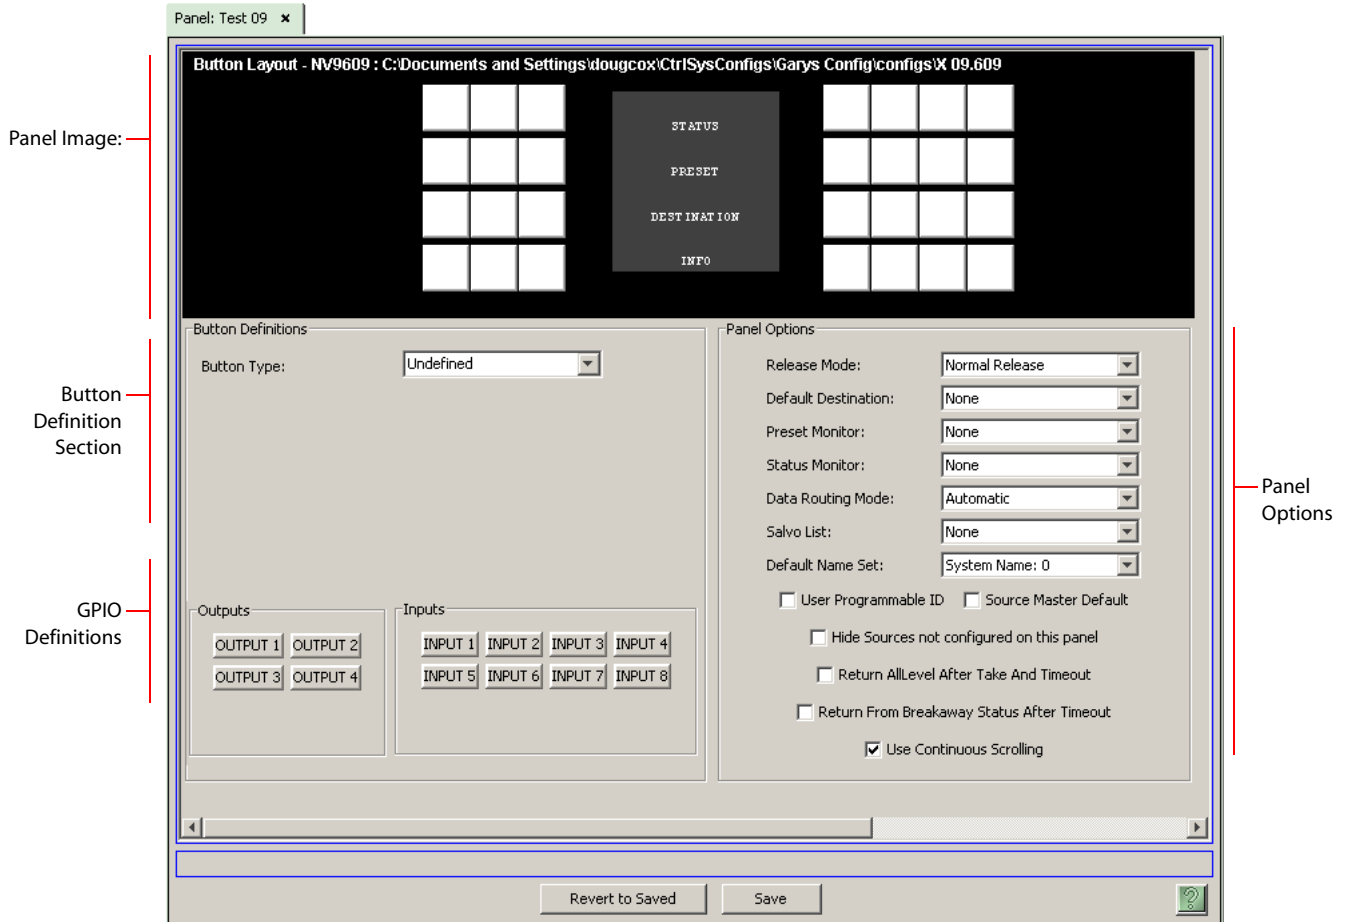 Panel: Test 09 ×
Button Layout - NV9609 : C:\Documents and Settings\dougcox\CtrlSysConfigs\Garys Config\configs\X 09.609
STATUS
PRESET
DESTINATION
INFO
Panel Image:
Button Definitions
Button Type:
Undefined
Button
Definition
Section
GPIO
Definitions
Outputs
OUTPUT 1 OUTPUT 2
OUTPUT 3 OUTPUT 4
Inputs
INPUT 1 INPUT 2 INPUT 3 INPUT 4
INPUT 5 INPUT 6 INPUT 7 INPUT 8
Panel Options
Release Mode: Normal Release
Default Destination: None
Preset Monitor: None
Status Monitor: None
Data Routing Mode: Automatic
Salvo List: None
Default Name Set: System Name: 0
User Programmable ID Source Master Default
Hide Sources not configured on this panel
Return AllLevel After Take And Timeout
Return From Breakaway Status After Timeout
Use Continuous Scrolling
Panel
Options
Revert to Saved Save ?